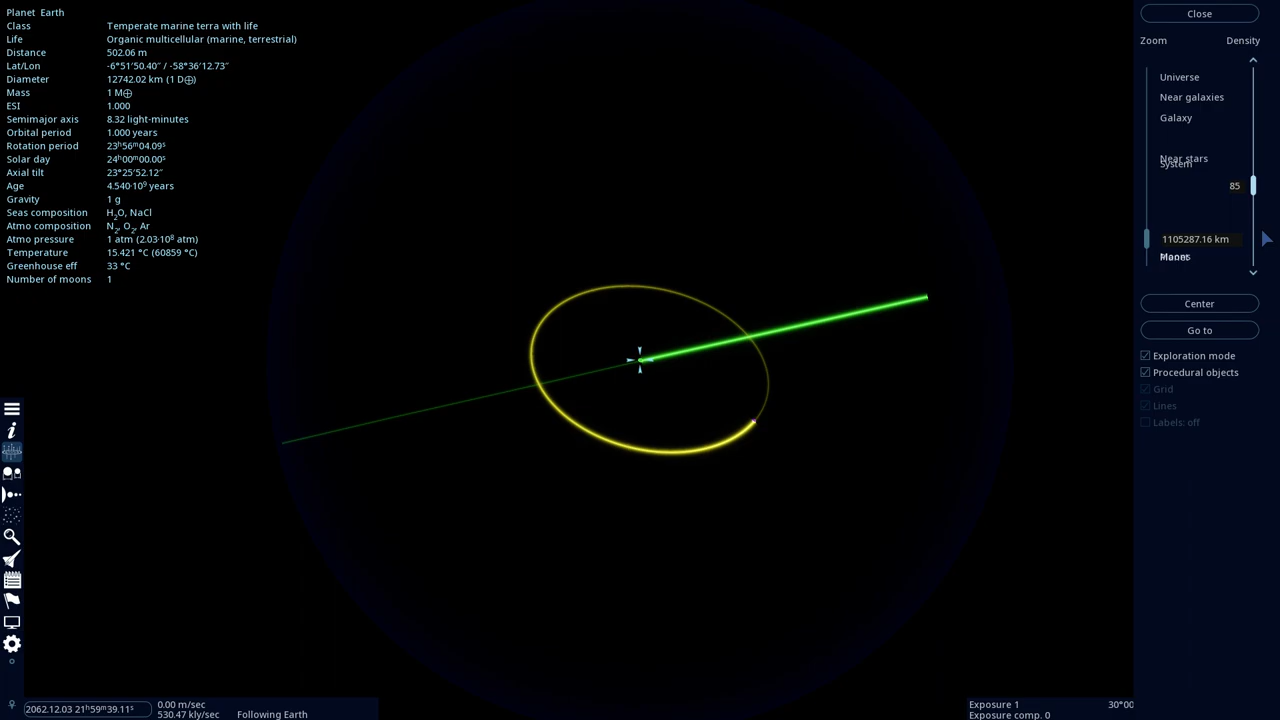 Planet Earth
Class Temperate marine terra with life
Life Organic multicellular (marine, terrestrial)
Distance 502.06 m
Lat/Lon -6°51′50.40″ / -58°36′12.73″
Diameter 12742.02 km (1 D⊕)
Mass 1 M⊕
ESI 1.000
Semimajor axis 8.32 light-minutes
Orbital period 1.000 years
Rotation period 23ʰ56ᵐ04.09ˢ
Solar day 24ʰ00ᵐ00.00ˢ
Axial tilt 23°25′52.12″
Age 4.540·10⁹ years
Gravity 1 g
Seas composition H₂O, NaCl
Atmo composition N₂, O₂, Ar
Atmo pressure 1 atm (2.03·10⁸ atm)
Temperature 15.421 °C (60859 °C)
Greenhouse eff 33 °C
Number of moons 1
Close
Zoom Density
Universe
Near galaxies
Galaxy
Near stars
System
85
1105287.16 km
Moons
Center
Go to
Exploration mode
Procedural objects
Grid
Lines
Labels: off
2062.12.03 21ʰ59ᵐ39.11ˢ
0.00 m/sec
530.47 kly/sec Following Earth
Exposure 1 30°00
Exposure comp. 0